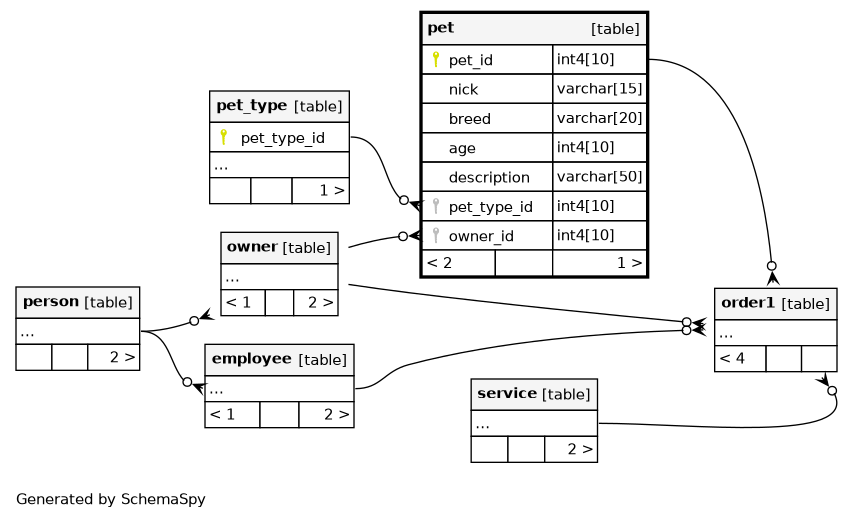 pet [table]
pet_id int4[10]
nick varchar[15]
breed varchar[20]
age int4[10]
description varchar[50]
pet_type_id int4[10]
owner_id int4[10]
< 2 1 >
pet_type [table]
pet_type_id
...
1 >
owner [table]
...
< 1 2 >
person [table]
...
2 >
employee [table]
...
< 1 2 >
order1 [table]
...
< 4
service [table]
...
2 >
Generated by SchemaSpy